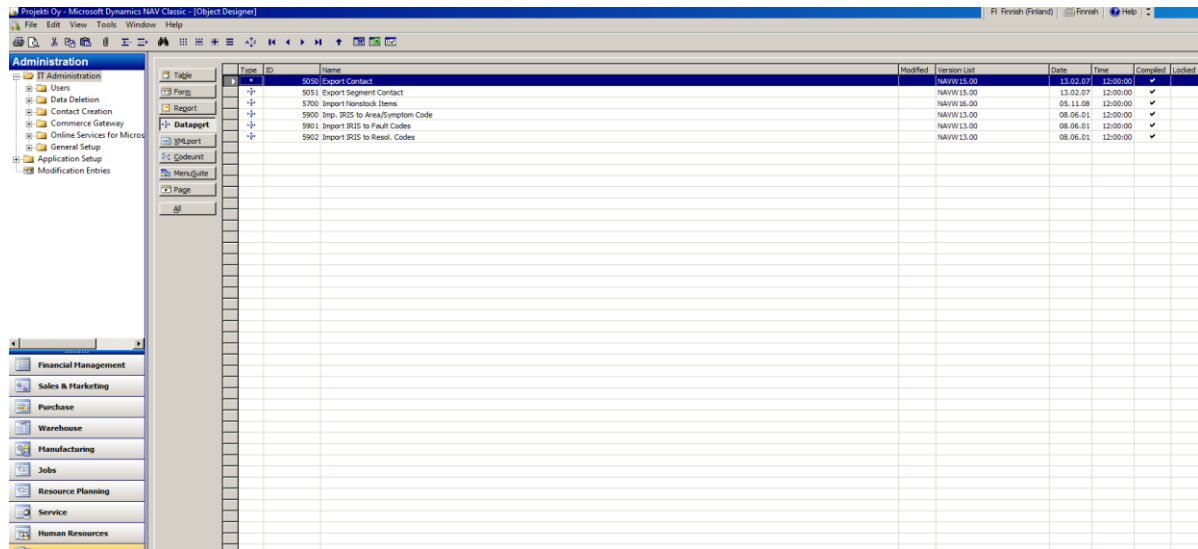 Projekti Oy - Microsoft Dynamics NAV Classic - [Object Designer]
FI Finnish (Finland) Finnish Help
File Edit View Tools Window Help
Administration
IT Administration
Users
Data Deletion
Contact Creation
Commerce Gateway
Online Services for Micros
General Setup
Application Setup
Modification Entries
Table
Form
Report
Dataport
XMLport
Codeunit
MenuSuite
Page
All
Type ID Name Modified Version List Date Time Compiled Locked
5050 Export Contact NAVW15.00 13.02.07 12:00:00
5051 Export Segment Contact NAVW15.00 13.02.07 12:00:00
5700 Import Nonstock Items NAVW16.00 05.11.08 12:00:00
5900 Imp. IRIS to Area/Symptom Code NAVW13.00 08.06.01 12:00:00
5901 Import IRIS to Fault Codes NAVW13.00 08.06.01 12:00:00
5902 Import IRIS to Resol. Codes NAVW13.00 08.06.01 12:00:00
Financial Management
Sales & Marketing
Purchase
Warehouse
Manufacturing
Jobs
Resource Planning
Service
Human Resources